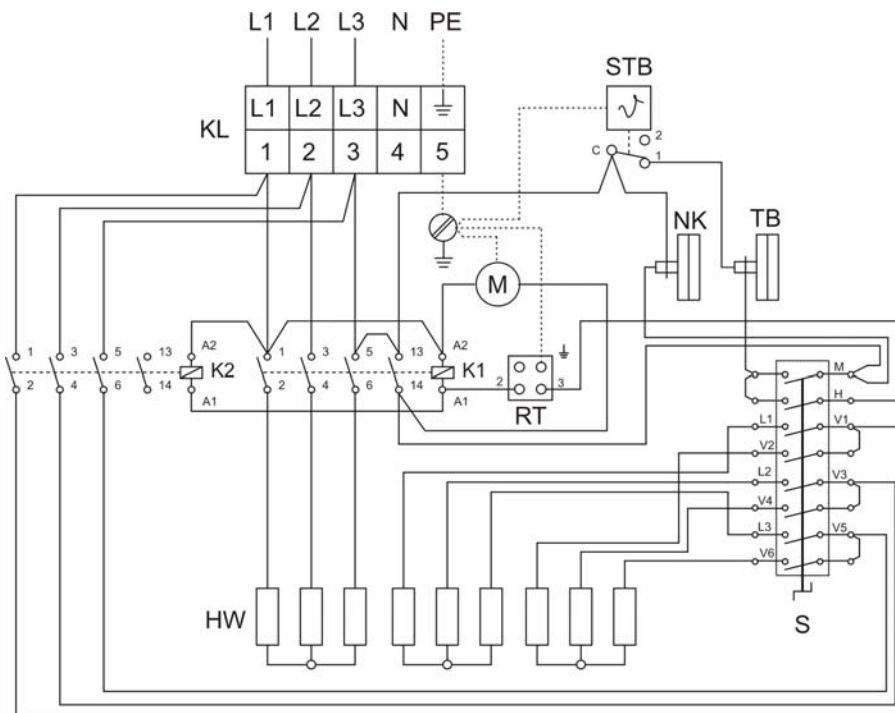 L1 L2 L3 N PE
STB
KL
L1 L2 L3 N
1 2 3 4 5
2
C
1
NK
TB
M
1 3 5 13 A2
K2
2 4 6 14 A1
1 3 5 13 A2
K1
2 4 6 14 A1
2 3
RT
M
H
L1 V1
V2
L2 V3
V4
L3 V5
V6
S
HW